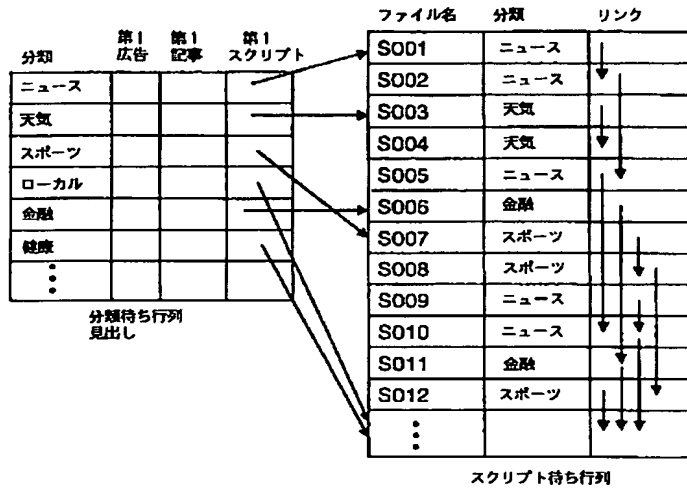 分類 第1広告 第1記事 第1スクリプト
ニュース
天気
スポーツ
ローカル
金融
健康
分類待ち行列
見出し
ファイル名 分類 リンク
S001 ニュース
S002 ニュース
S003 天気
S004 天気
S005 ニュース
S006 金融
S007 スポーツ
S008 スポーツ
S009 ニュース
S010 ニュース
S011 金融
S012 スポーツ
スクリプト待ち行列